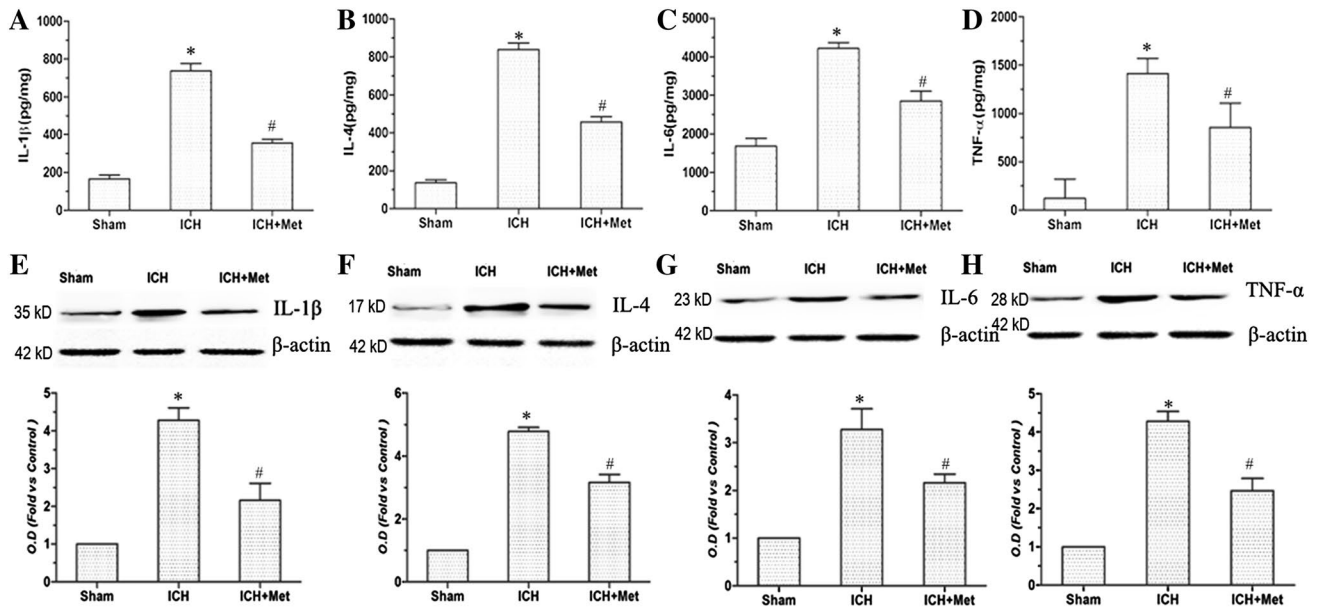 A
IL-1β(pg/mg)
1000
800
600
400
200
0
*
#
Sham ICH ICH+Met
B
IL-4(pg/mg)
1000
800
600
400
200
0
*
#
Sham ICH ICH+Met
C
IL-6(pg/mg)
5000
4000
3000
2000
1000
0
*
#
Sham ICH ICH+Met
D
TNF-α(pg/mg)
2000
1500
1000
500
0
*
#
Sham ICH ICH+Met
E
Sham ICH ICH+Met
35 kD IL-1β
42 kD β-actin
O.D (Fold vs Control )
5
4
3
2
1
0
*
#
Sham ICH ICH+Met
F
Sham ICH ICH+Met
17 kD IL-4
42 kD β-actin
O.D (Fold vs Control )
6
4
2
0
*
#
Sham ICH ICH+Met
G
Sham ICH ICH+Met
23 kD IL-6
42 kD β-actin
O.D (Fold vs Control )
4
3
2
1
0
*
#
Sham ICH ICH+Met
H
Sham ICH ICH+Met
28 kD TNF-α
42 kD β-actin
O.D (Fold vs Control )
5
4
3
2
1
0
*
#
Sham ICH ICH+Met